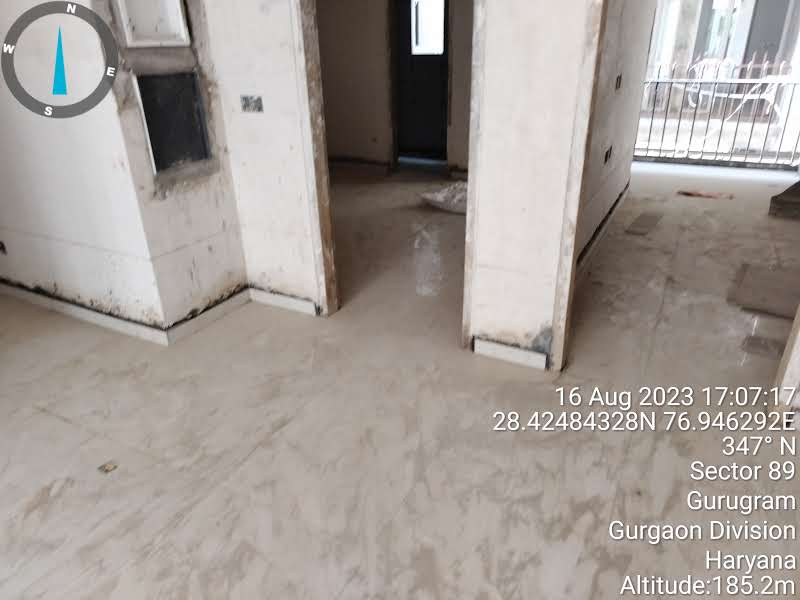 N
W
E
S
16 Aug 2023 17:07:17
28.42484328N 76.946292E
347° N
Sector 89
Gurugram
Gurgaon Division
Haryana
Altitude:185.2m